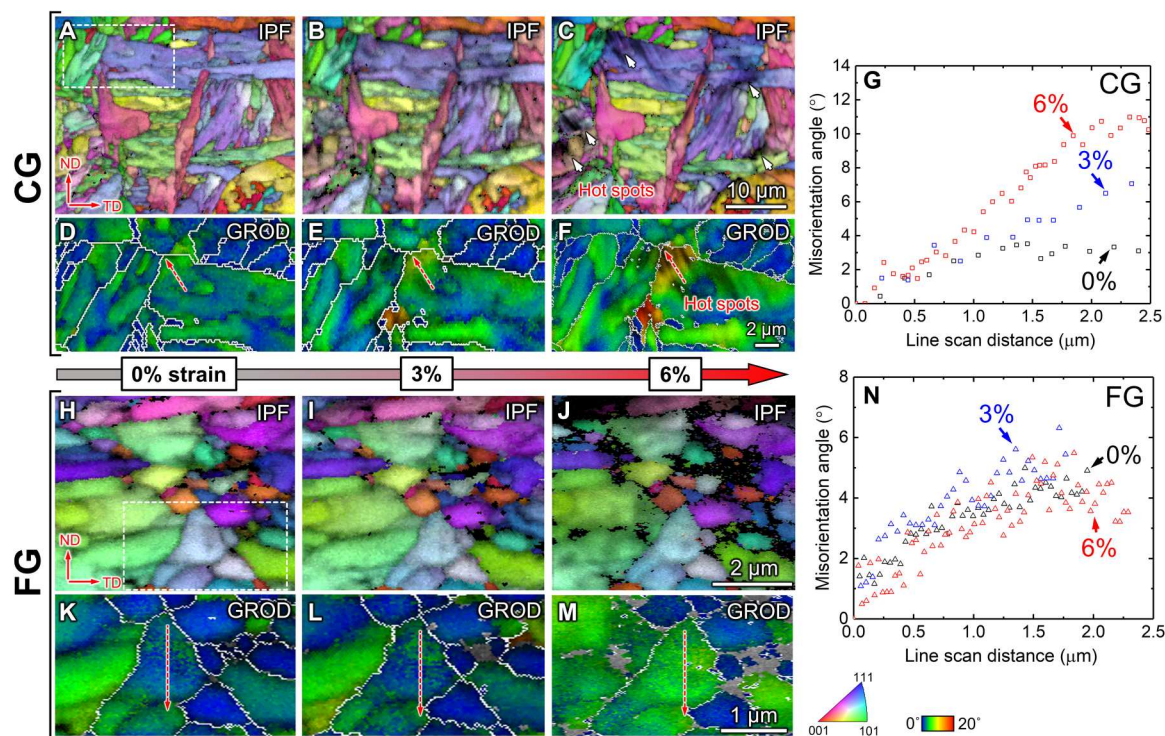 CG
A IPF
ND
TD
B IPF
C IPF
Hot spots
10 μm
D GROD
E GROD
F GROD
Hot spots
2 μm
G CG
Misorientation angle (°)
14
12
10
8
6
4
2
0
6%
3%
0%
0.0 0.5 1.0 1.5 2.0 2.5
Line scan distance (μm)
0% strain 3% 6%
FG
H IPF
ND
TD
I IPF
J IPF
2 μm
K GROD
L GROD
M GROD
1 μm
N FG
Misorientation angle (°)
8
6
4
2
0
3%
0%
6%
0.0 0.5 1.0 1.5 2.0 2.5
Line scan distance (μm)
111
001 101
0° 20°